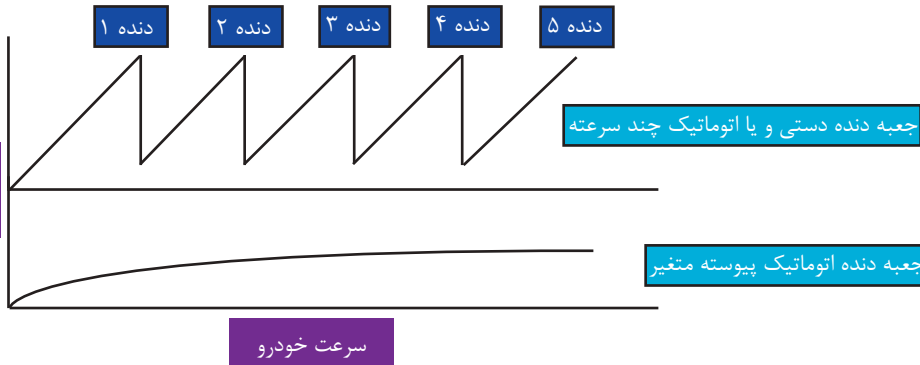 دنده ۱
دنده ۲
دنده ۳
دنده ۴
دنده ۵
جعبه دنده دستی و یا اتوماتیک چند سرعته
جعبه دنده اتوماتیک پیوسته متغیر
سرعت خودرو